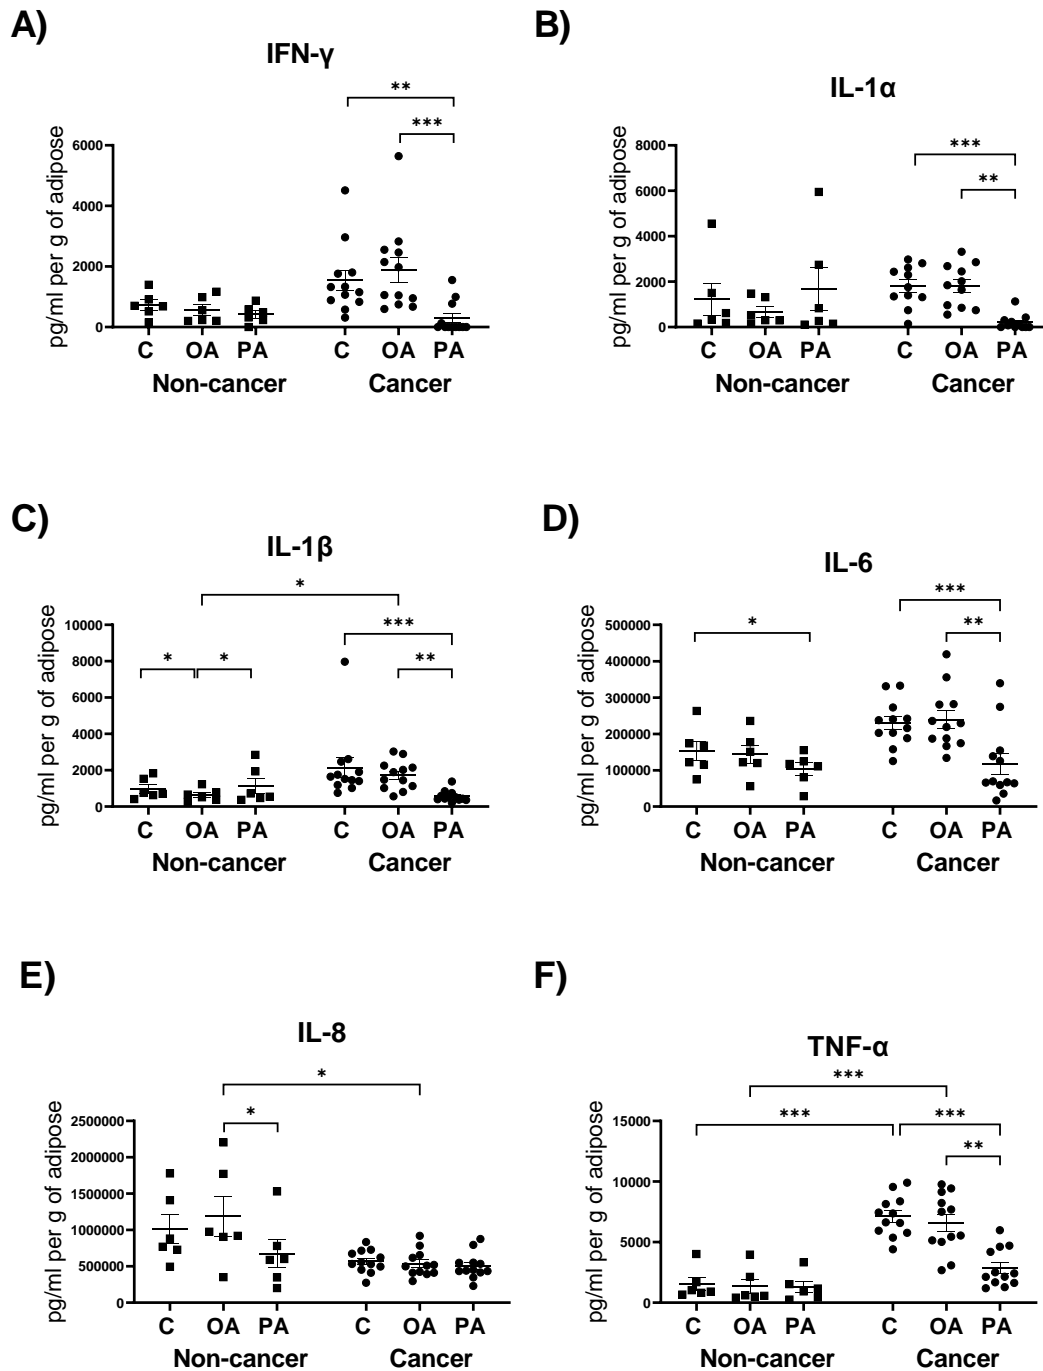 A)
IFN-γ
**
***
pg/ml per g of adipose
6000
4000
2000
0
C OA PA C OA PA
Non-cancer Cancer
B)
IL-1α
***
**
pg/ml per g of adipose
8000
6000
4000
2000
0
C OA PA C OA PA
Non-cancer Cancer
C)
IL-1β
*
***
* * **
pg/ml per g of adipose
10000
8000
6000
4000
2000
0
C OA PA C OA PA
Non-cancer Cancer
D)
IL-6
***
* **
pg/ml per g of adipose
500000
400000
300000
200000
100000
0
C OA PA C OA PA
Non-cancer Cancer
E)
IL-8
*
*
pg/ml per g of adipose
2500000
2000000
1500000
1000000
500000
0
C OA PA C OA PA
Non-cancer Cancer
F)
TNF-α
***
*** ***
**
pg/ml per g of adipose
15000
10000
5000
0
C OA PA C OA PA
Non-cancer Cancer